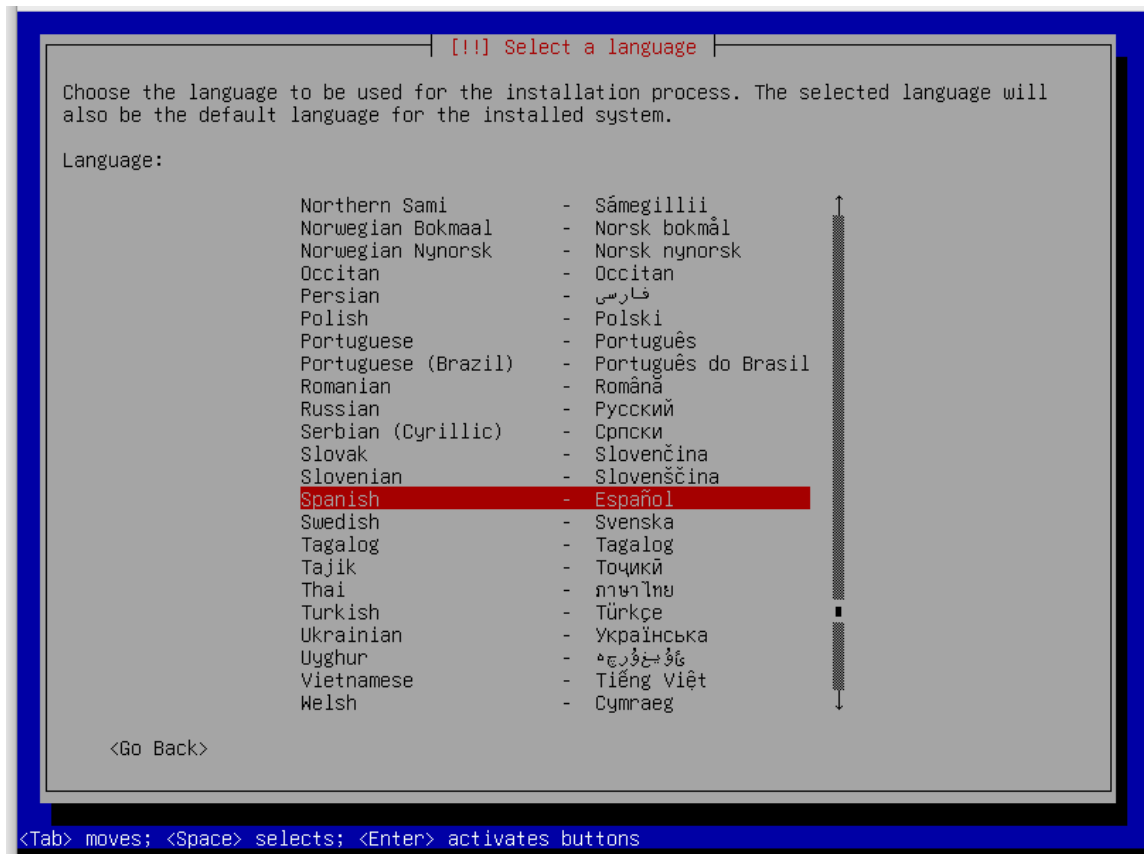 [!!] Select a language
Choose the language to be used for the installation process. The selected language will
also be the default language for the installed system.
Language:
Northern Sami - Sámegillii
Norwegian Bokmaal - Norsk bokmål
Norwegian Nynorsk - Norsk nynorsk
Occitan - Occitan
Persian - فارسی
Polish - Polski
Portuguese - Português
Portuguese (Brazil) - Português do Brasil
Romanian - Română
Russian - Русский
Serbian (Cyrillic) - Српски
Slovak - Slovenčina
Slovenian - Slovenščina
Spanish - Español
Swedish - Svenska
Tagalog - Tagalog
Tajik - Тоҷикӣ
Thai - ภาษาไทย
Turkish - Türkçe
Ukrainian - Українська
Uyghur - ئۇيغۇرچە
Vietnamese - Tiếng Việt
Welsh - Cymraeg
<Go Back>
<Tab> moves; <Space> selects; <Enter> activates buttons